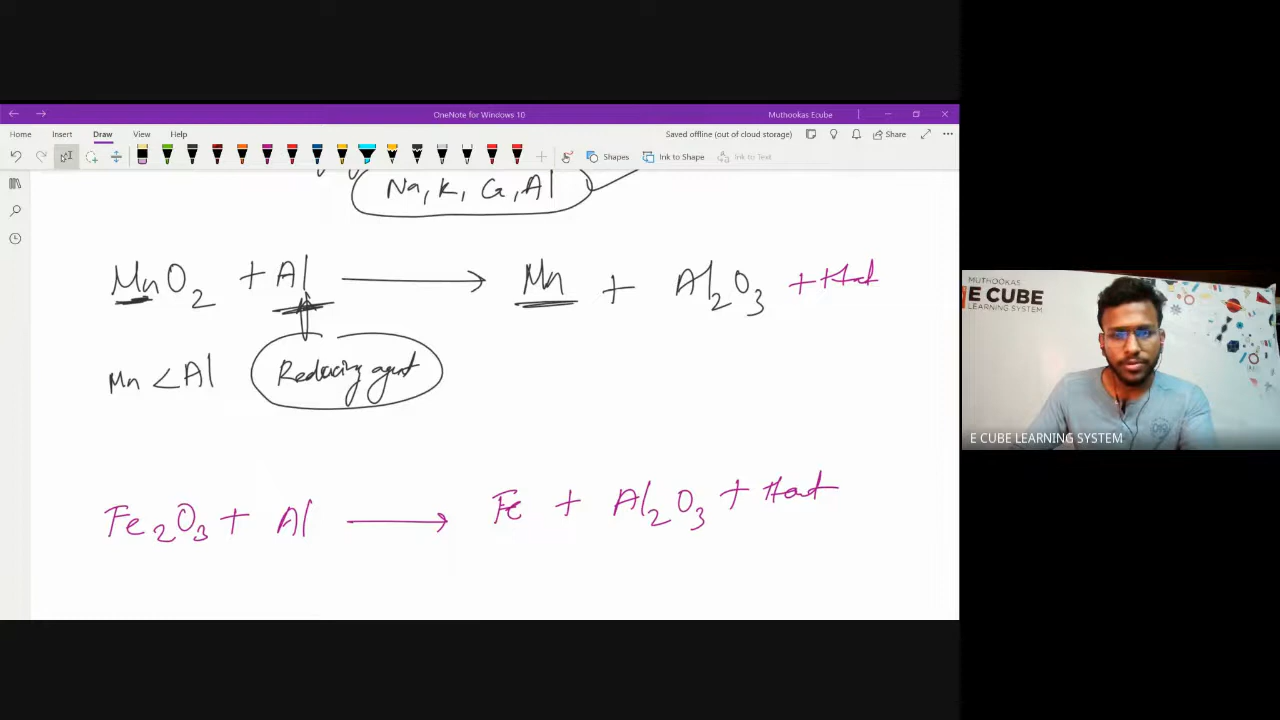 OneNote for Windows 10
Muthookas Ecube
Home Insert Draw View Help
Saved offline (out of cloud storage)
Share
Shapes
Ink to Shape
Ink to Text
Na, K, Ca, Al
MnO2 + Al → Mn + Al2O3 + Heat
Mn < Al
Reducing agent
Fe2O3 + Al → Fe + Al2O3 + Heat
MUTHOOKAS
E CUBE
LEARNING SYSTEM
E CUBE LEARNING SYSTEM